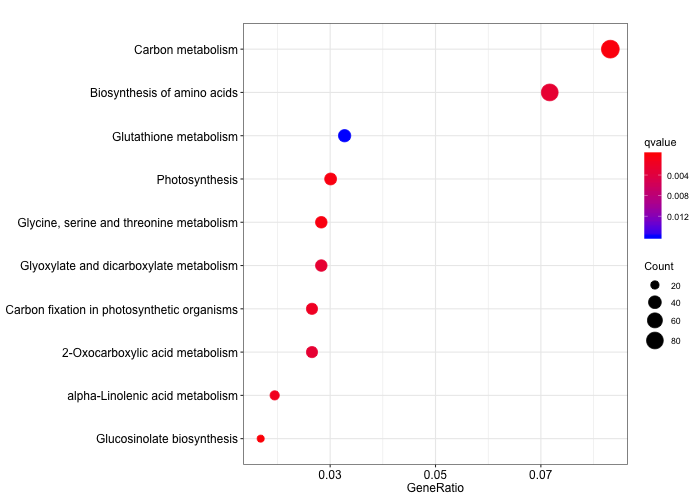 Carbon metabolism
Biosynthesis of amino acids
Glutathione metabolism
Photosynthesis
Glycine, serine and threonine metabolism
Glyoxylate and dicarboxylate metabolism
Carbon fixation in photosynthetic organisms
2-Oxocarboxylic acid metabolism
alpha-Linolenic acid metabolism
Glucosinolate biosynthesis
0.03 0.05 0.07
GeneRatio
qvalue
0.004
0.008
0.012
Count
20
40
60
80